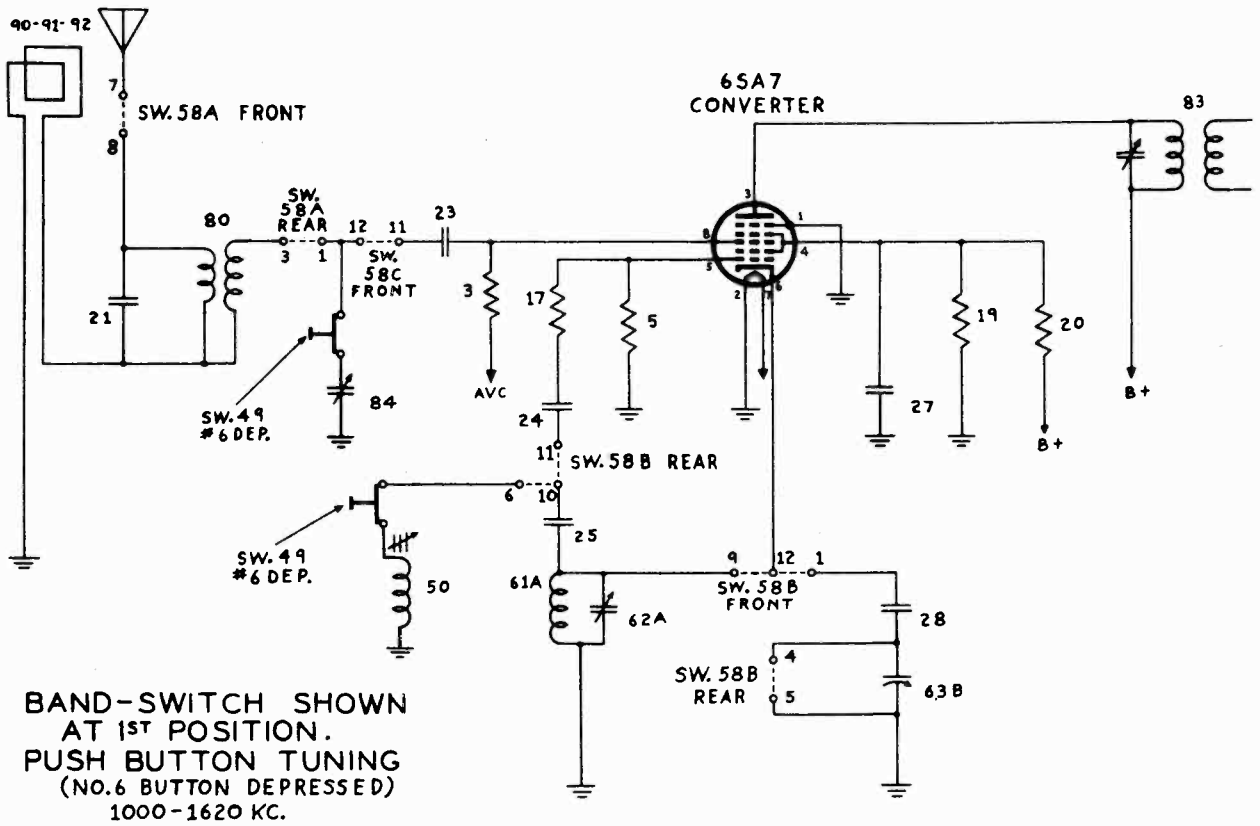 90-91-92
7
SW. 58A FRONT
8
6SA7
CONVERTER
83
80
SW.
58A
REAR
3
1
12
11
SW.
58C
FRONT
23
3
AVC
21
SW. 49
#6 DEP.
84
17
5
24
3
1
8
4
5
2
7
6
27
19
20
B+
B+
11
SW. 58B REAR
6
10
25
SW. 49
#6 DEP.
50
61A
62A
9
12
1
SW. 58B
FRONT
28
SW. 58B
REAR
4
5
63B
BAND-SWITCH SHOWN
AT 1ST POSITION.
PUSH BUTTON TUNING
(NO.6 BUTTON DEPRESSED)
1000-1620 KC.